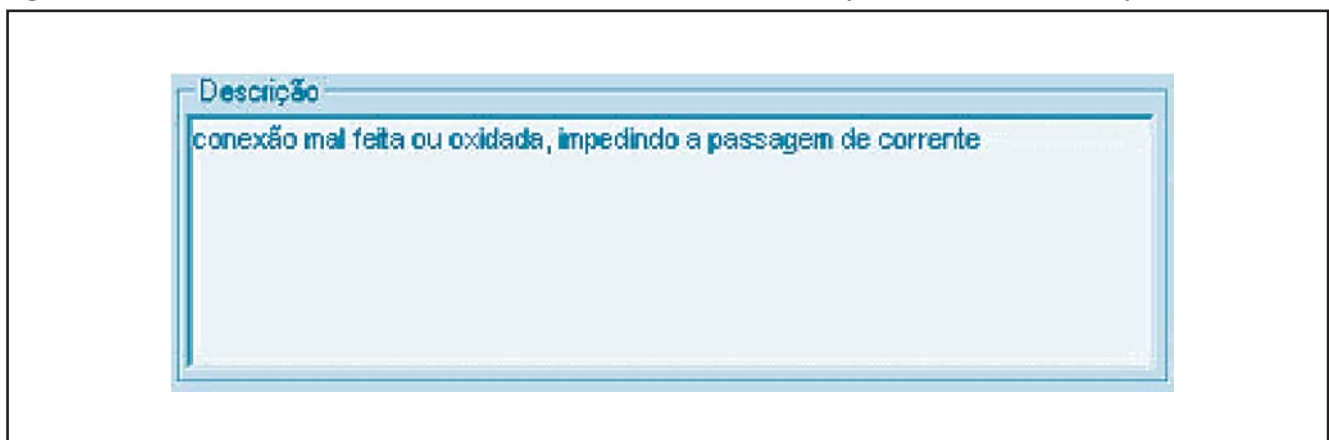 Descrição
conexão mal feita ou oxidada, impedindo a passagem de corrente